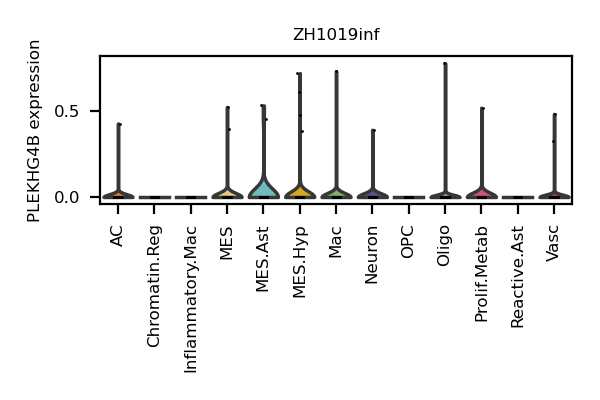 ZH1019inf
PLEKHG4B expression
0.5
0.0
AC
Chromatin.Reg
Inflammatory.Mac
MES
MES.Ast
MES.Hyp
Mac
Neuron
OPC
Oligo
Prolif.Metab
Reactive.Ast
Vasc